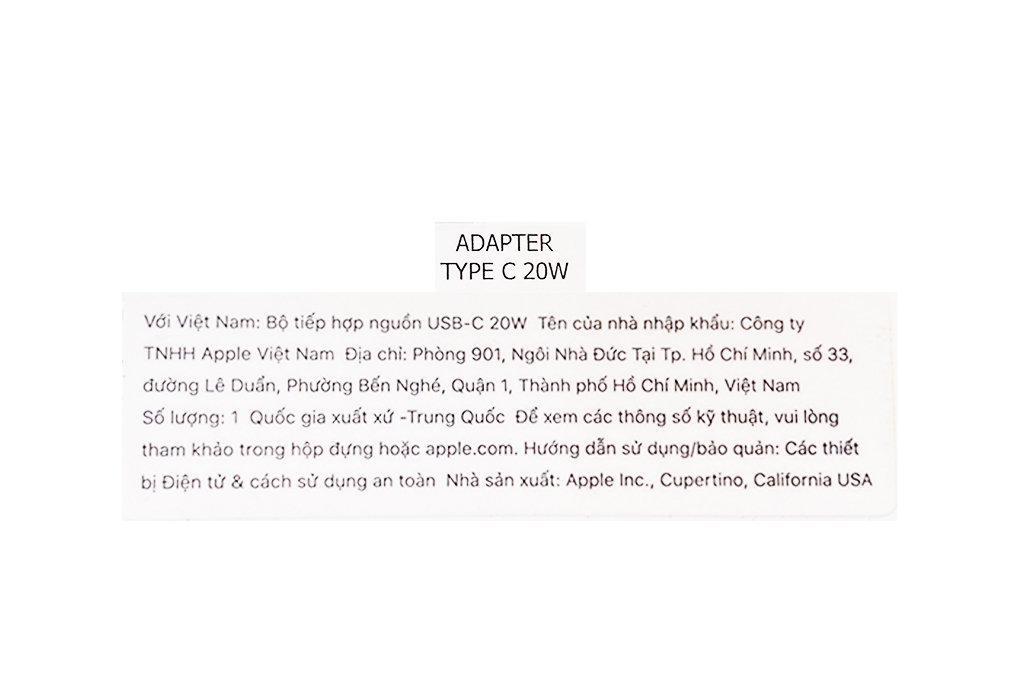 ADAPTER
TYPE C 20W
Với Việt Nam: Bộ tiếp hợp nguồn USB-C 20W Tên của nhà nhập khẩu: Công ty
TNHH Apple Việt Nam Địa chỉ: Phòng 901, Ngôi Nhà Đức Tại Tp. Hồ Chí Minh, số 33,
đường Lê Duẩn, Phường Bến Nghé, Quận 1, Thành phố Hồ Chí Minh, Việt Nam
Số lượng: 1 Quốc gia xuất xứ -Trung Quốc Để xem các thông số kỹ thuật, vui lòng
tham khảo trong hộp đựng hoặc apple.com. Hướng dẫn sử dụng/bảo quản: Các thiết
bị Điện tử & cách sử dụng an toàn Nhà sản xuất: Apple Inc., Cupertino, California USA